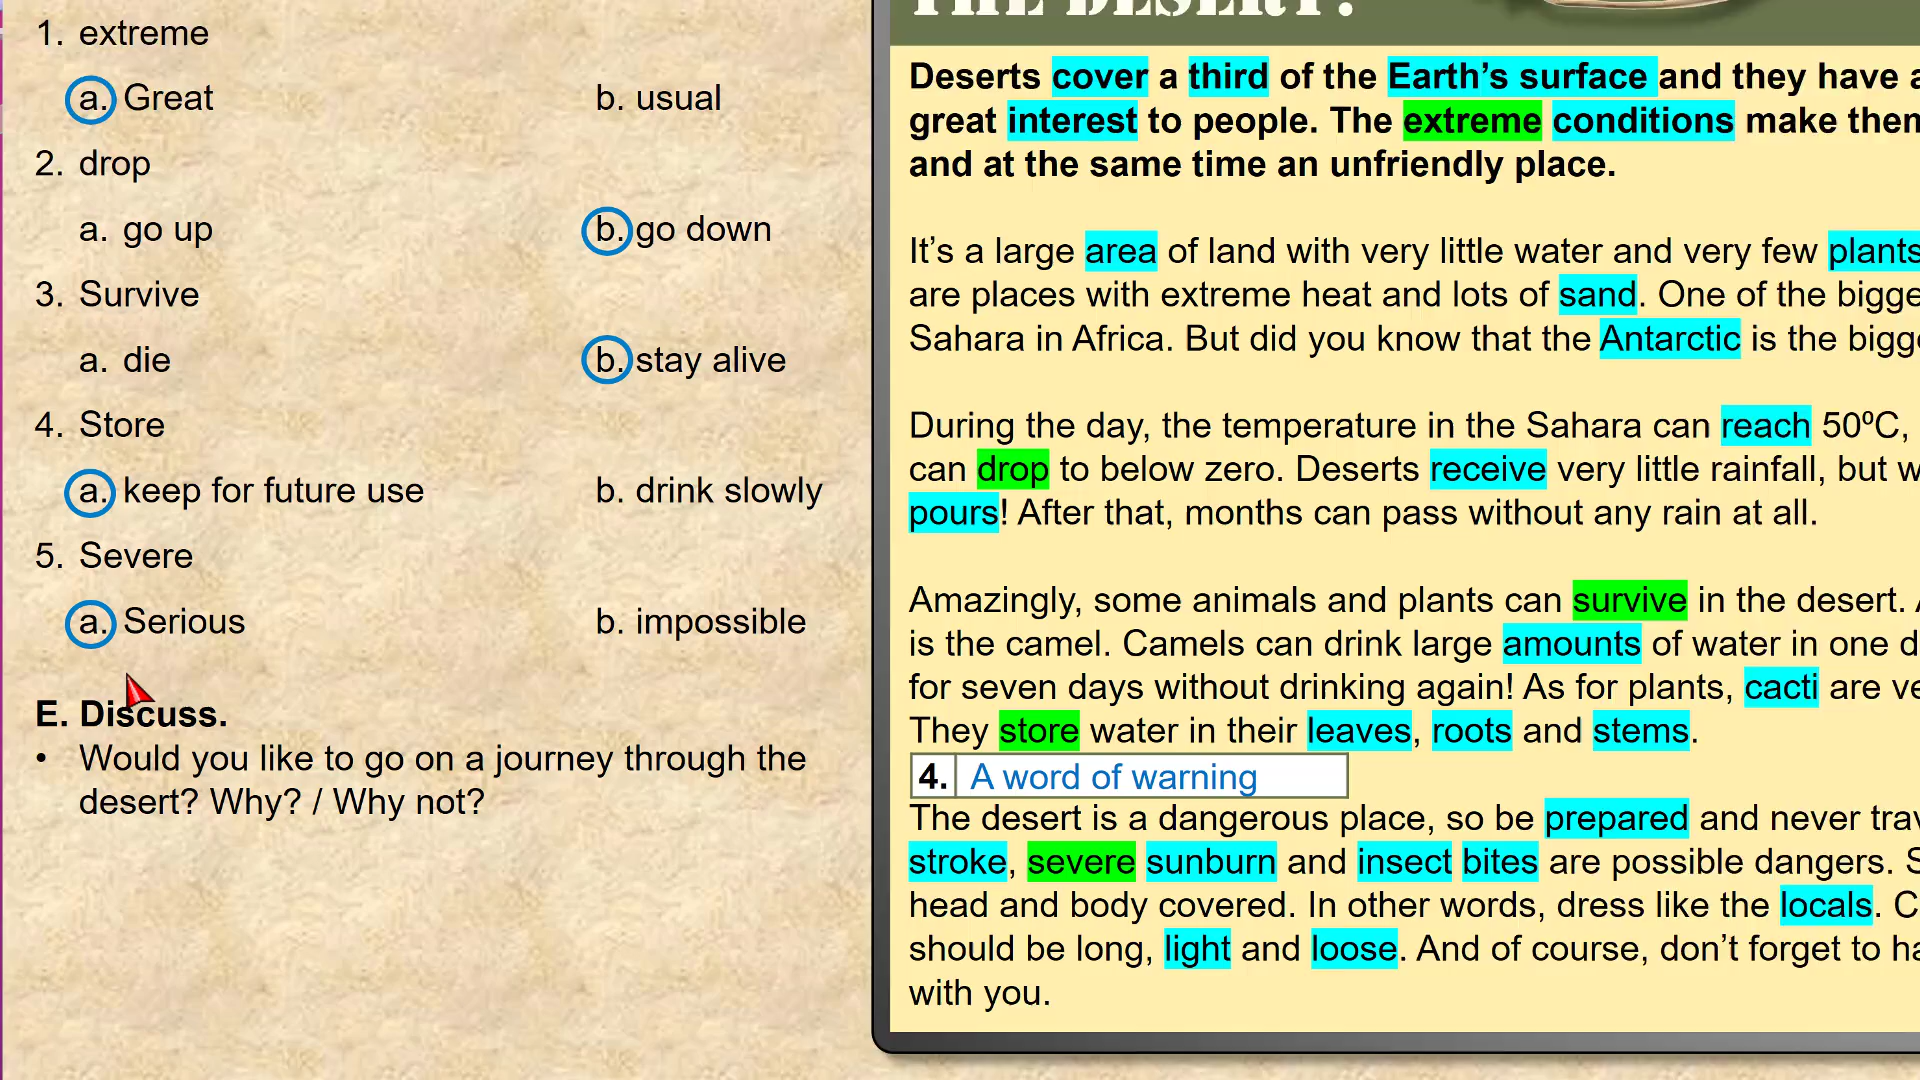 1. extreme
a. Great b. usual
2. drop
a. go up b. go down
3. Survive
a. die b. stay alive
4. Store
a. keep for future use b. drink slowly
5. Severe
a. Serious b. impossible
E. Discuss.
• Would you like to go on a journey through the
desert? Why? / Why not?
THE DESERT!
Deserts cover a third of the Earth’s surface and they have a
great interest to people. The extreme conditions make them
and at the same time an unfriendly place.
It’s a large area of land with very little water and very few plants
are places with extreme heat and lots of sand. One of the bigge
Sahara in Africa. But did you know that the Antarctic is the bigge
During the day, the temperature in the Sahara can reach 50ºC,
can drop to below zero. Deserts receive very little rainfall, but w
pours! After that, months can pass without any rain at all.
Amazingly, some animals and plants can survive in the desert. A
is the camel. Camels can drink large amounts of water in one d
for seven days without drinking again! As for plants, cacti are ve
They store water in their leaves, roots and stems.
4. A word of warning
The desert is a dangerous place, so be prepared and never trav
stroke, severe sunburn and insect bites are possible dangers. S
head and body covered. In other words, dress like the locals. C
should be long, light and loose. And of course, don’t forget to ha
with you.